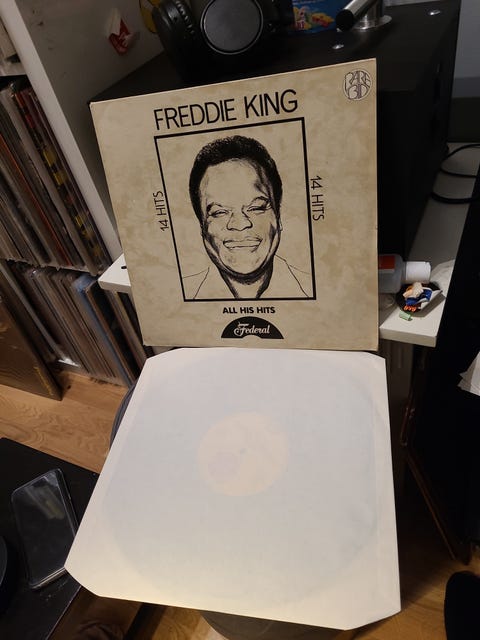 FREDDIE KING
14 HITS
14 HITS
ALL HIS HITS
Federal